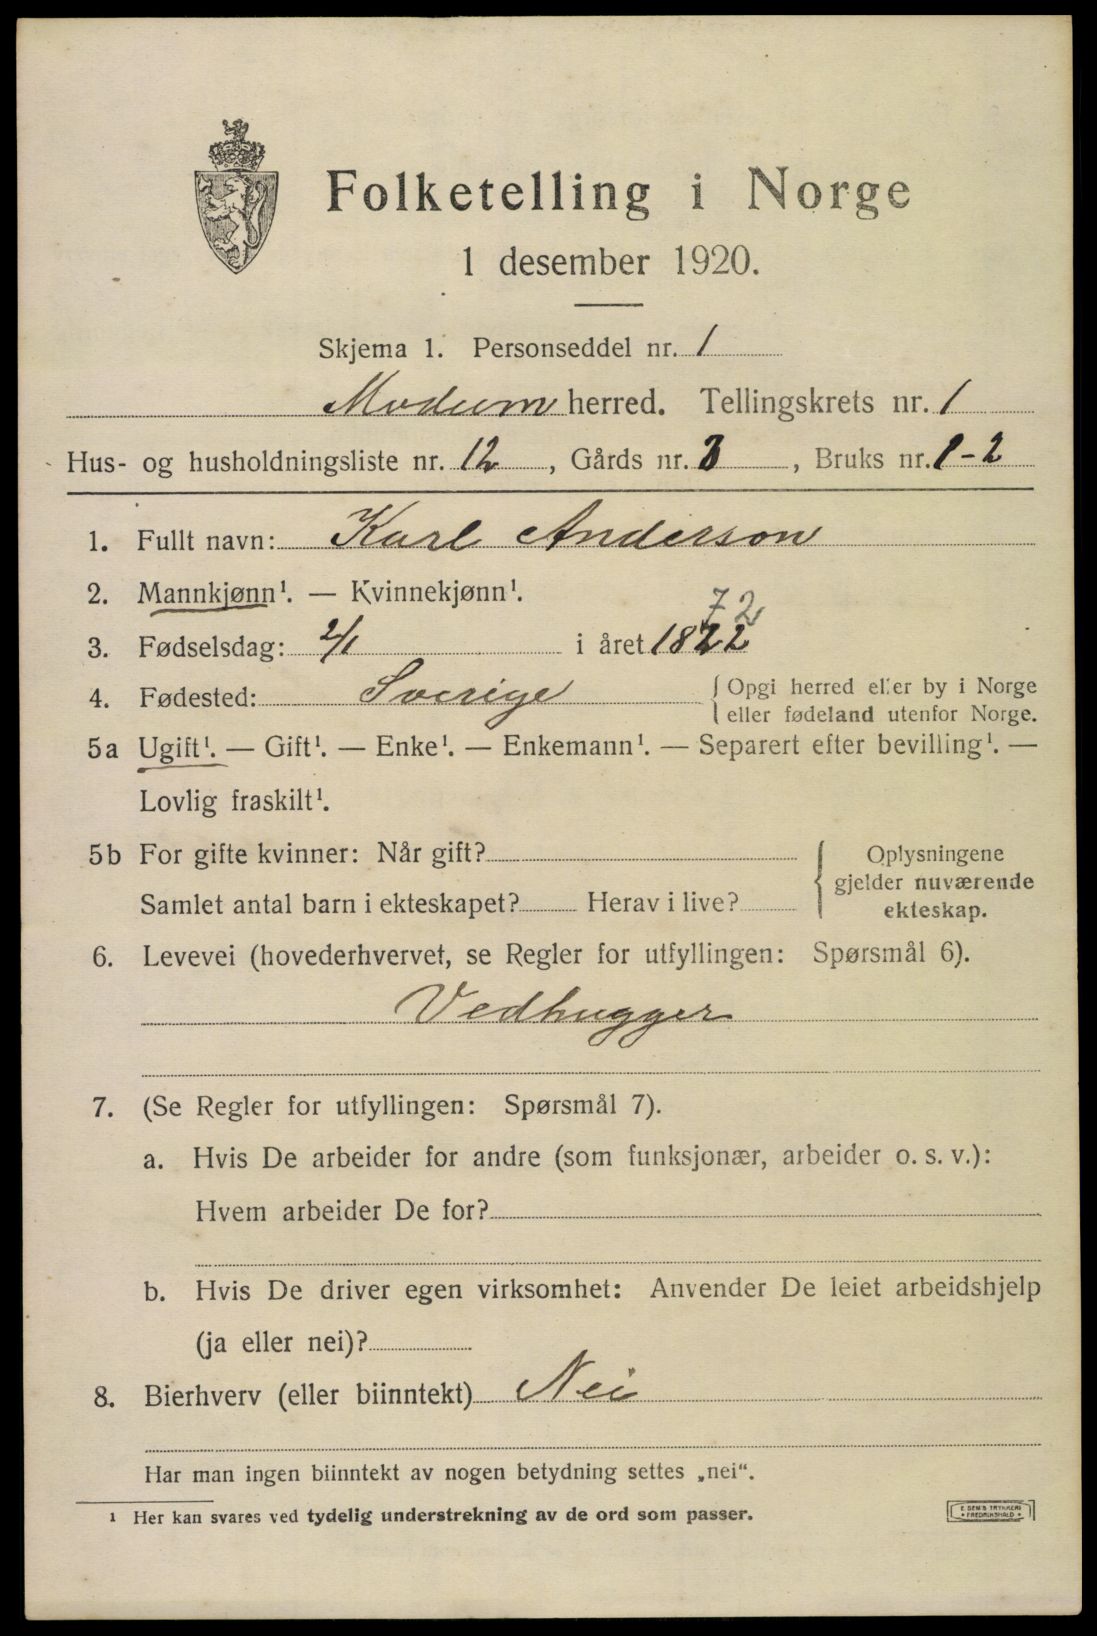 Folketelling i Norge
1 desember 1920.
Skjema 1. Personseddel nr. 1
Modum herred. Tellingskrets nr. 1
Hus- og husholdningsliste nr. 12, Gårds nr. 3, Bruks nr. 1-2
1. Fullt navn: Karl Anderson
2. Mannkjønn¹. — Kvinnekjønn¹.
72
3. Fødselsdag: 2/1 i året 1822
4. Fødested: Sverige { Opgi herred eller by i Norge
eller fødeland utenfor Norge.
5a Ugift¹. — Gift¹. — Enke¹. — Enkemann¹. — Separert efter bevilling¹. —
Lovlig fraskilt¹.
5b For gifte kvinner: Når gift? { Oplysningene
gjelder nuværende
Samlet antal barn i ekteskapet? Herav i live? ekteskap.
6. Levevei (hovederhvervet, se Regler for utfyllingen: Spørsmål 6).
Vedhugger
7. (Se Regler for utfyllingen: Spørsmål 7).
a. Hvis De arbeider for andre (som funksjonær, arbeider o. s. v.):
Hvem arbeider De for?
b. Hvis De driver egen virksomhet: Anvender De leiet arbeidshjelp
(ja eller nei)?
8. Bierhverv (eller biinntekt) Nei
Har man ingen biinntekt av nogen betydning settes „nei“.
¹ Her kan svares ved tydelig understrekning av de ord som passer.
E. SEM'S TRYKKERI
FREDRIKSHALD